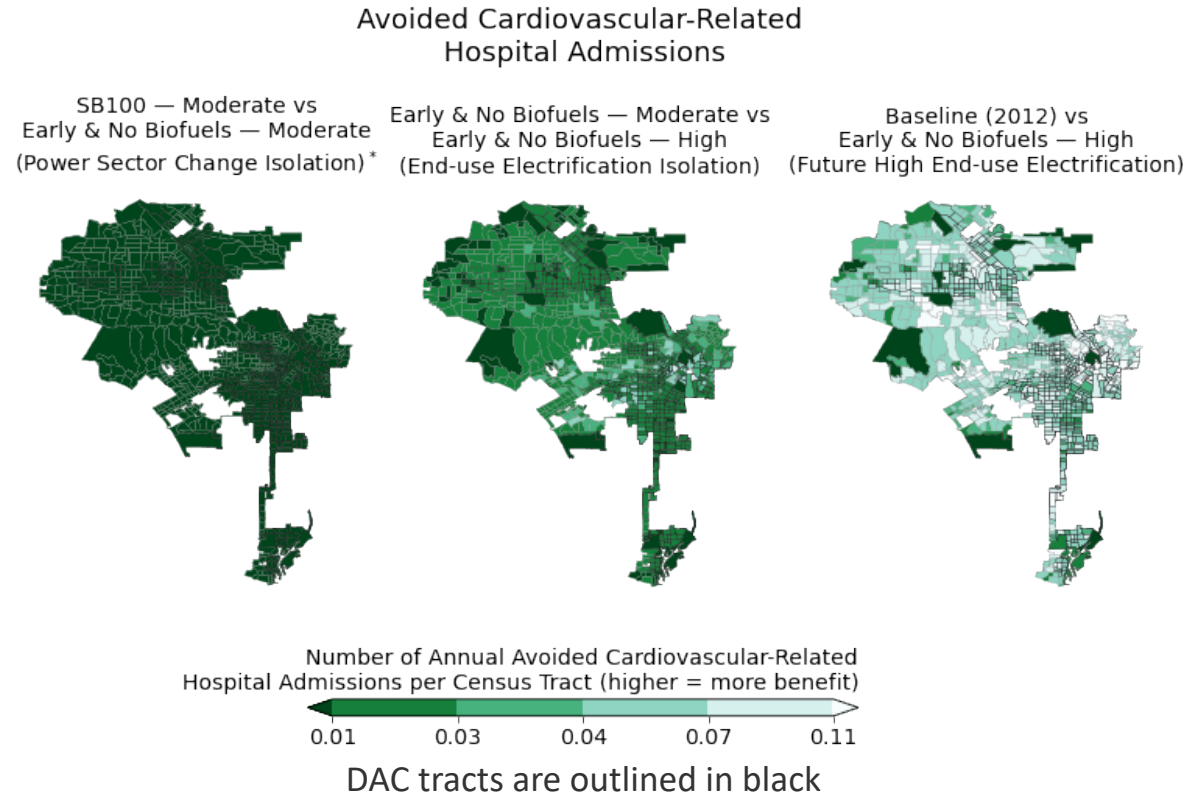 Avoided Cardiovascular-Related
Hospital Admissions
SB100 — Moderate vs
Early & No Biofuels — Moderate
(Power Sector Change Isolation) *
Early & No Biofuels — Moderate vs
Early & No Biofuels — High
(End-use Electrification Isolation)
Baseline (2012) vs
Early & No Biofuels — High
(Future High End-use Electrification)
Number of Annual Avoided Cardiovascular-Related
Hospital Admissions per Census Tract (higher = more benefit)
0.01 0.03 0.04 0.07 0.11
DAC tracts are outlined in black